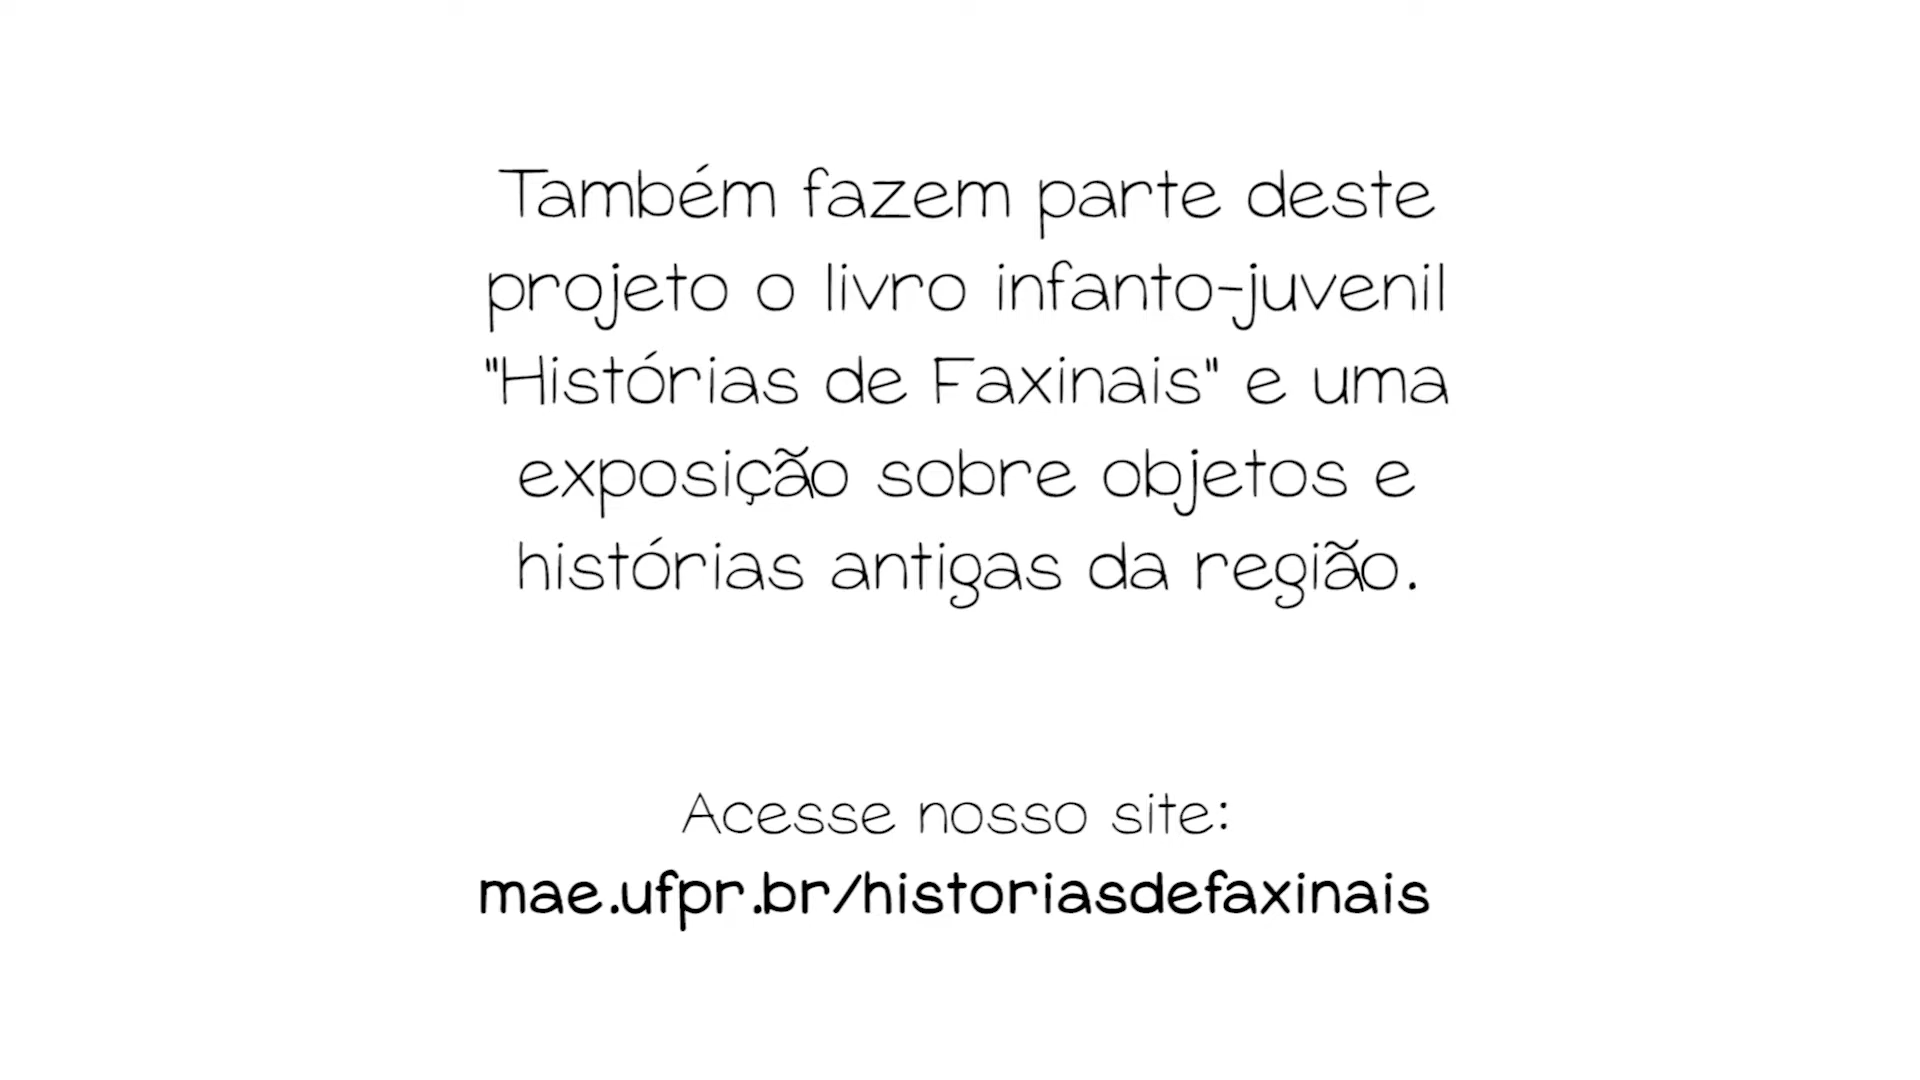 Também fazem parte deste
projeto o livro infanto-juvenil
"Histórias de Faxinais" e uma
exposição sobre objetos e
histórias antigas da região.
Acesse nosso site:
mae.ufpr.br/historiasdefaxinais